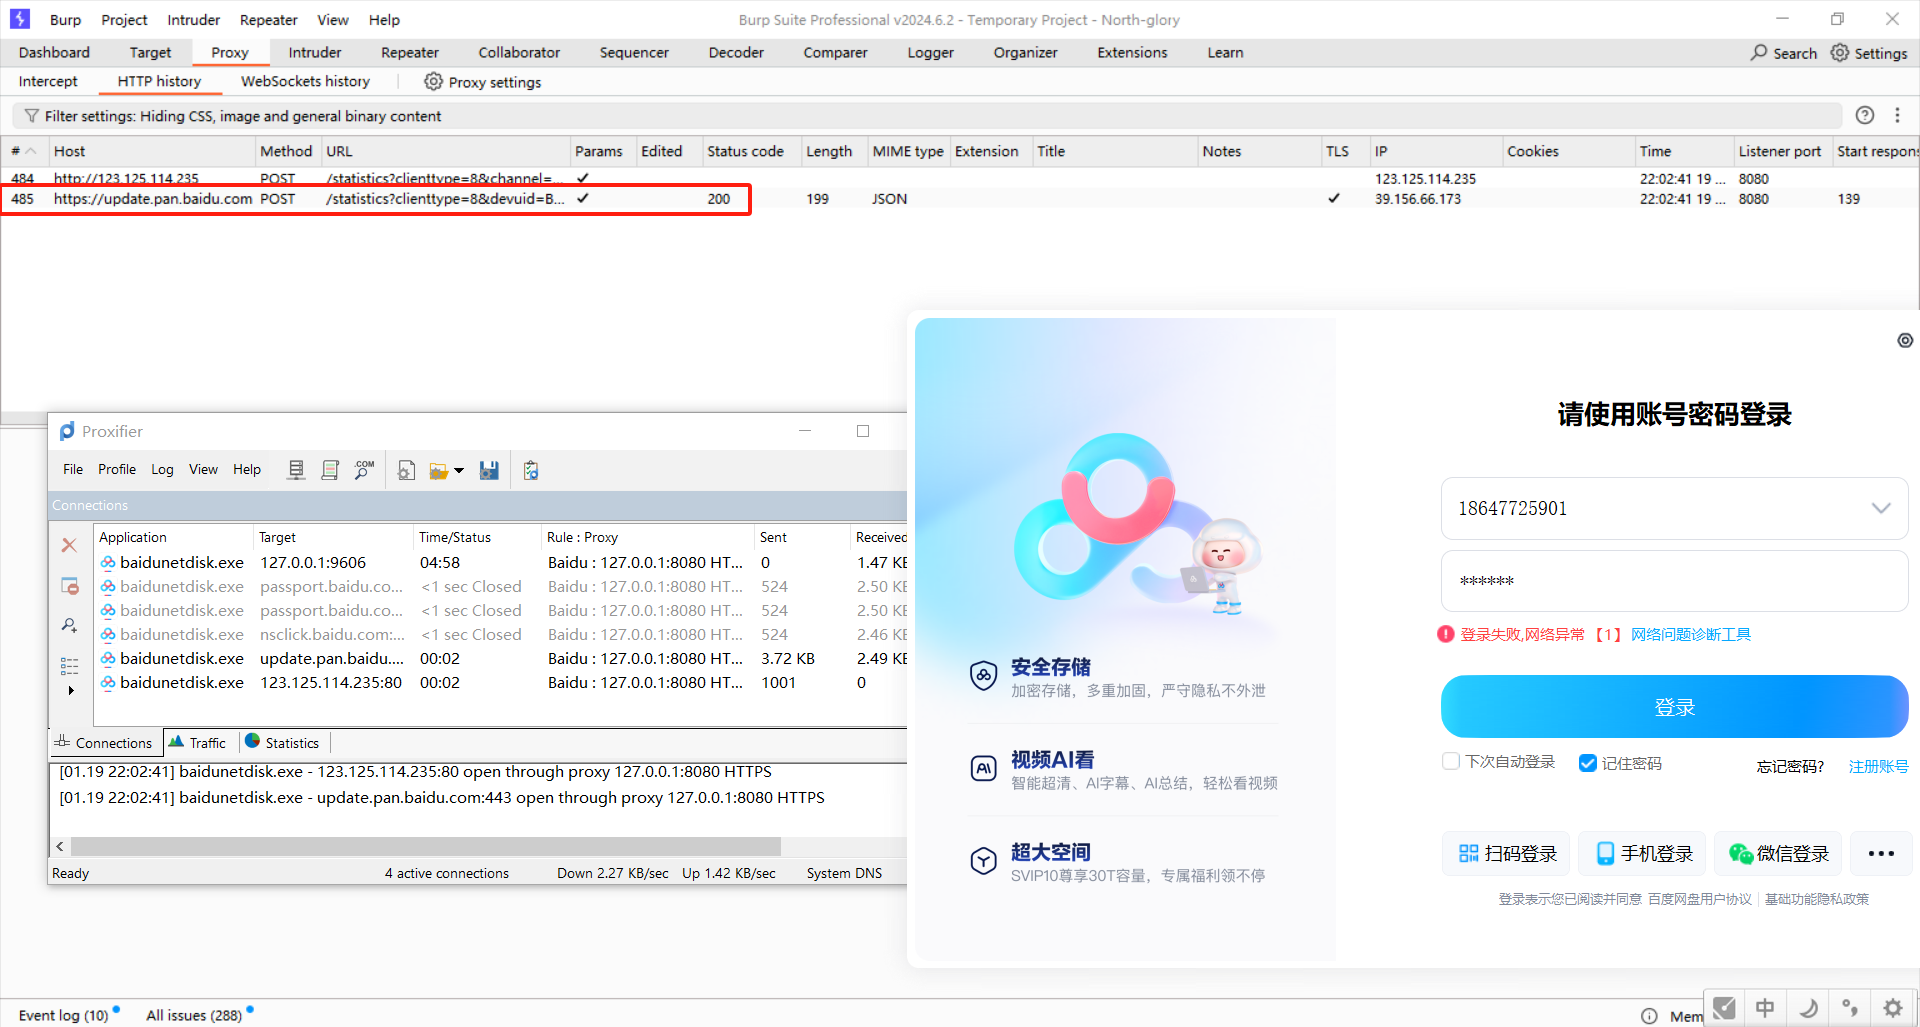 Burp Project Intruder Repeater View Help
Burp Suite Professional v2024.6.2 - Temporary Project - North-glory
Dashboard Target Proxy Intruder Repeater Collaborator Sequencer Decoder Comparer Logger Organizer Extensions Learn Search Settings
Intercept HTTP history WebSockets history Proxy settings
Filter settings: Hiding CSS, image and general binary content
# Host Method URL Params Edited Status code Length MIME type Extension Title Notes TLS IP Cookies Time Listener port Start respons
484 http://123.125.114.235 POST /statistics?clienttype=8&channel=... ✓ 123.125.114.235 22:02:41 19 ... 8080
485 https://update.pan.baidu.com POST /statistics?clienttype=8&devuid=B... ✓ 200 199 JSON ✓ 39.156.66.173 22:02:41 19 ... 8080 139
Proxifier
File Profile Log View Help
.COM
Connections
Application Target Time/Status Rule : Proxy Sent Received
baidunetdisk.exe 127.0.0.1:9606 04:58 Baidu : 127.0.0.1:8080 HT... 0 1.47 KE
baidunetdisk.exe passport.baidu.co... <1 sec Closed Baidu : 127.0.0.1:8080 HT... 524 2.50 KE
baidunetdisk.exe passport.baidu.co... <1 sec Closed Baidu : 127.0.0.1:8080 HT... 524 2.50 KE
baidunetdisk.exe nsclick.baidu.com:... <1 sec Closed Baidu : 127.0.0.1:8080 HT... 524 2.46 KE
baidunetdisk.exe update.pan.baidu.... 00:02 Baidu : 127.0.0.1:8080 HT... 3.72 KB 2.49 KE
baidunetdisk.exe 123.125.114.235:80 00:02 Baidu : 127.0.0.1:8080 HT... 1001 0
Connections Traffic Statistics
[01.19 22:02:41] baidunetdisk.exe - 123.125.114.235:80 open through proxy 127.0.0.1:8080 HTTPS
[01.19 22:02:41] baidunetdisk.exe - update.pan.baidu.com:443 open through proxy 127.0.0.1:8080 HTTPS
Ready 4 active connections Down 2.27 KB/sec Up 1.42 KB/sec System DNS
安全存储
加密存储，多重加固，严守隐私不外泄
AI
视频AI看
智能超清、AI字幕、AI总结，轻松看视频
超大空间
SVIP10尊享30T容量，专属福利领不停
请使用账号密码登录
18647725901
******
登录失败,网络异常【1】 网络问题诊断工具
登录
下次自动登录 记住密码 忘记密码? 注册账号
扫码登录 手机登录 微信登录 •••
登录表示您已阅读并同意 百度网盘用户协议 | 基础功能隐私政策
Event log (10) All issues (288) Mem
中